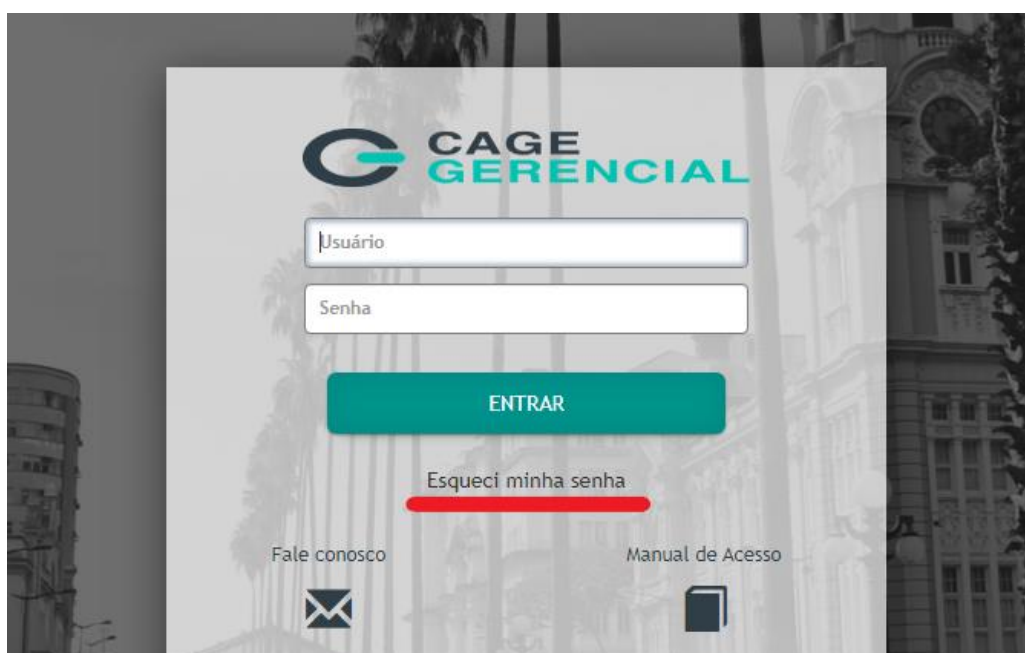 CAGE
GERENCIAL
Usuário
Senha
ENTRAR
Esqueci minha senha
Fale conosco
Manual de Acesso